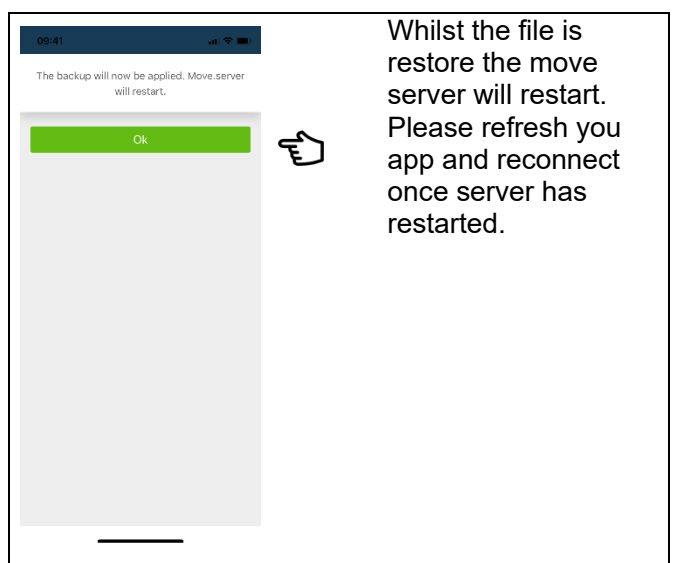 09:41
The backup will now be applied. Move.server
will restart.
Ok
Whilst the file is
restore the move
server will restart.
Please refresh you
app and reconnect
once server has
restarted.